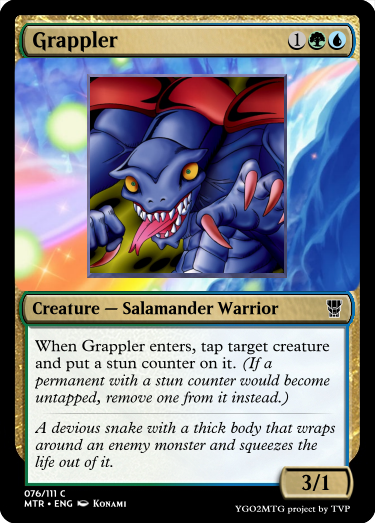 Grappler 1
Creature — Salamander Warrior
When Grappler enters, tap target creature
and put a stun counter on it. (If a
permanent with a stun counter would become
untapped, remove one from it instead.)
A devious snake with a thick body that wraps
around an enemy monster and squeezes the
life out of it.
3/1
076/111 C
MTR • ENG Konami
YGO2MTG project by TVP